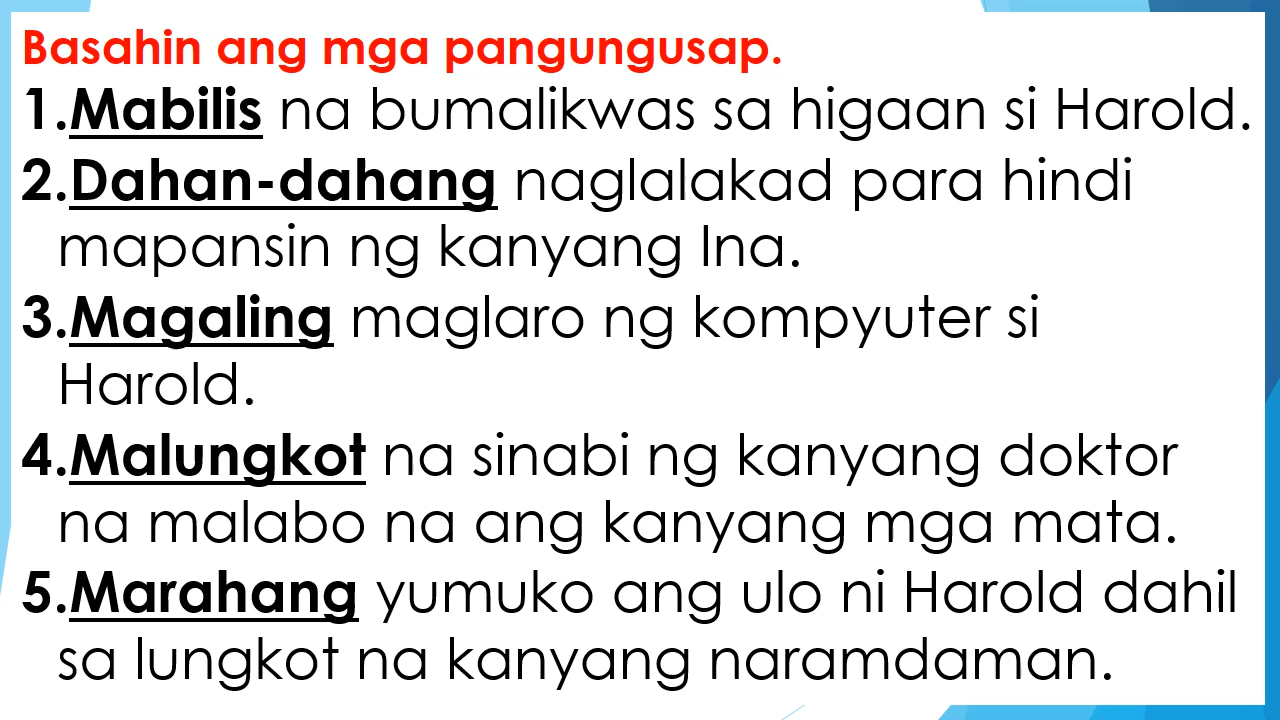 Basahin ang mga pangungusap.
1.Mabilis na bumalikwas sa higaan si Harold.
2.Dahan-dahang naglalakad para hindi
mapansin ng kanyang Ina.
3.Magaling maglaro ng kompyuter si
Harold.
4.Malungkot na sinabi ng kanyang doktor
na malabo na ang kanyang mga mata.
5.Marahang yumuko ang ulo ni Harold dahil
sa lungkot na kanyang naramdaman.